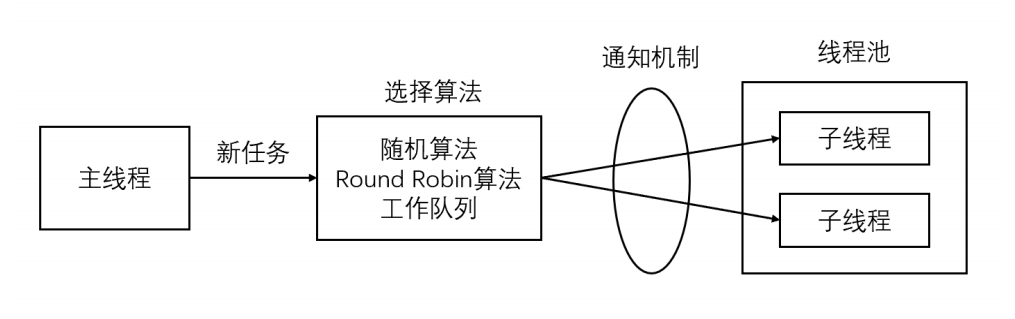 主线程
新任务
选择算法
随机算法
Round Robin算法
工作队列
通知机制
线程池
子线程
子线程